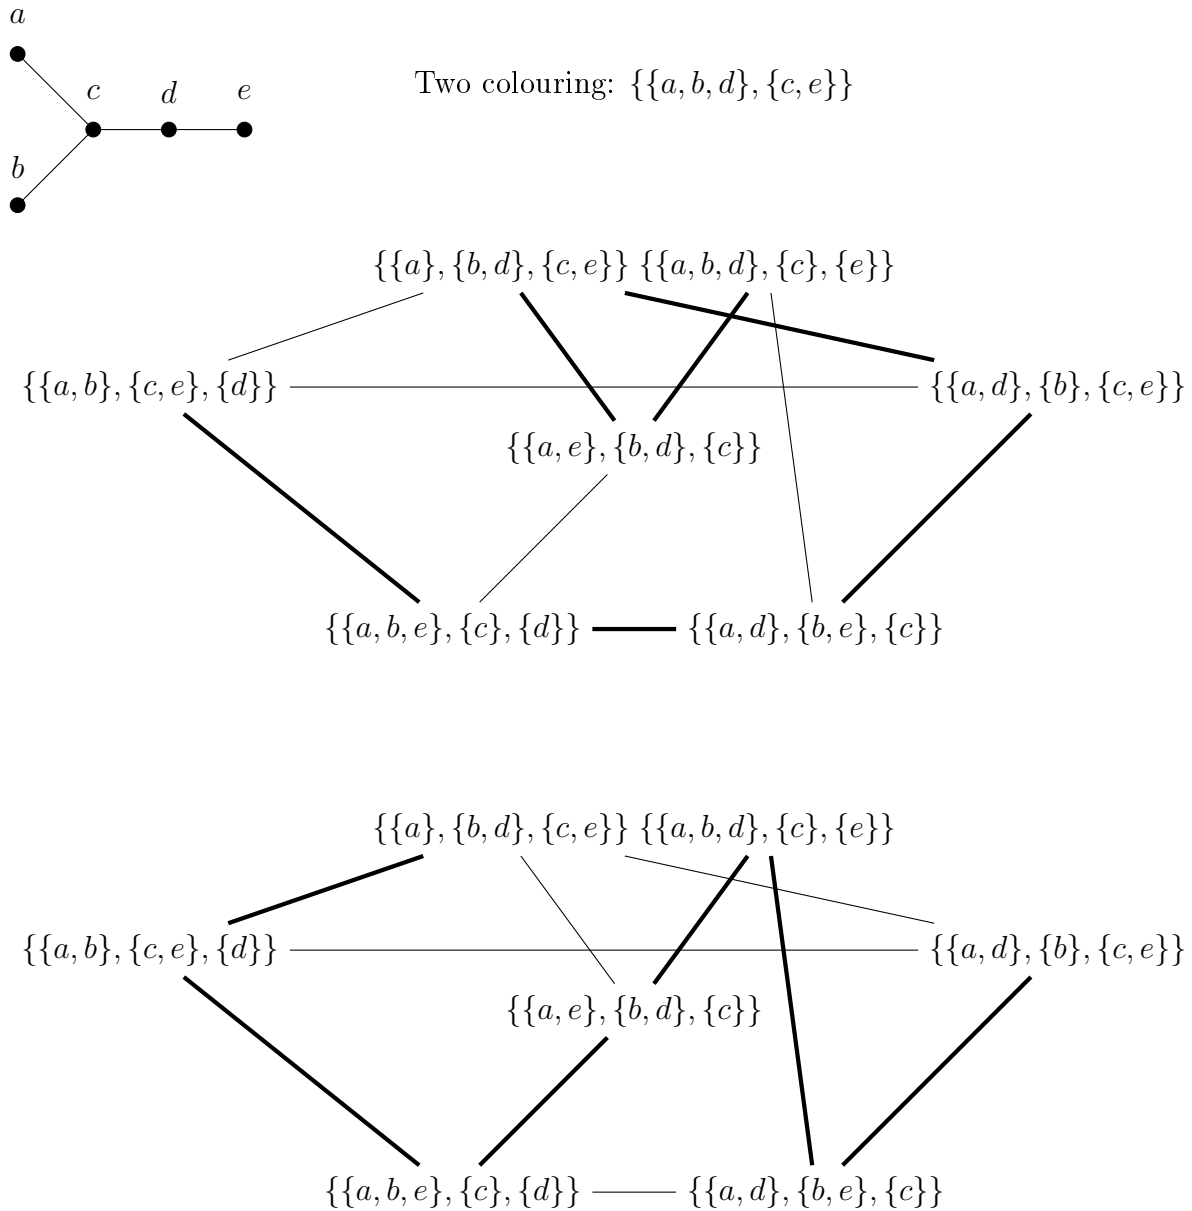 a
c d e
Two colouring: {{a, b, d}, {c, e}}
b
{{a}, {b, d}, {c, e}} {{a, b, d}, {c}, {e}}
{{a, b}, {c, e}, {d}} {{a, d}, {b}, {c, e}}
{{a, e}, {b, d}, {c}}
{{a, b, e}, {c}, {d}} {{a, d}, {b, e}, {c}}
{{a}, {b, d}, {c, e}} {{a, b, d}, {c}, {e}}
{{a, b}, {c, e}, {d}} {{a, d}, {b}, {c, e}}
{{a, e}, {b, d}, {c}}
{{a, b, e}, {c}, {d}} {{a, d}, {b, e}, {c}}